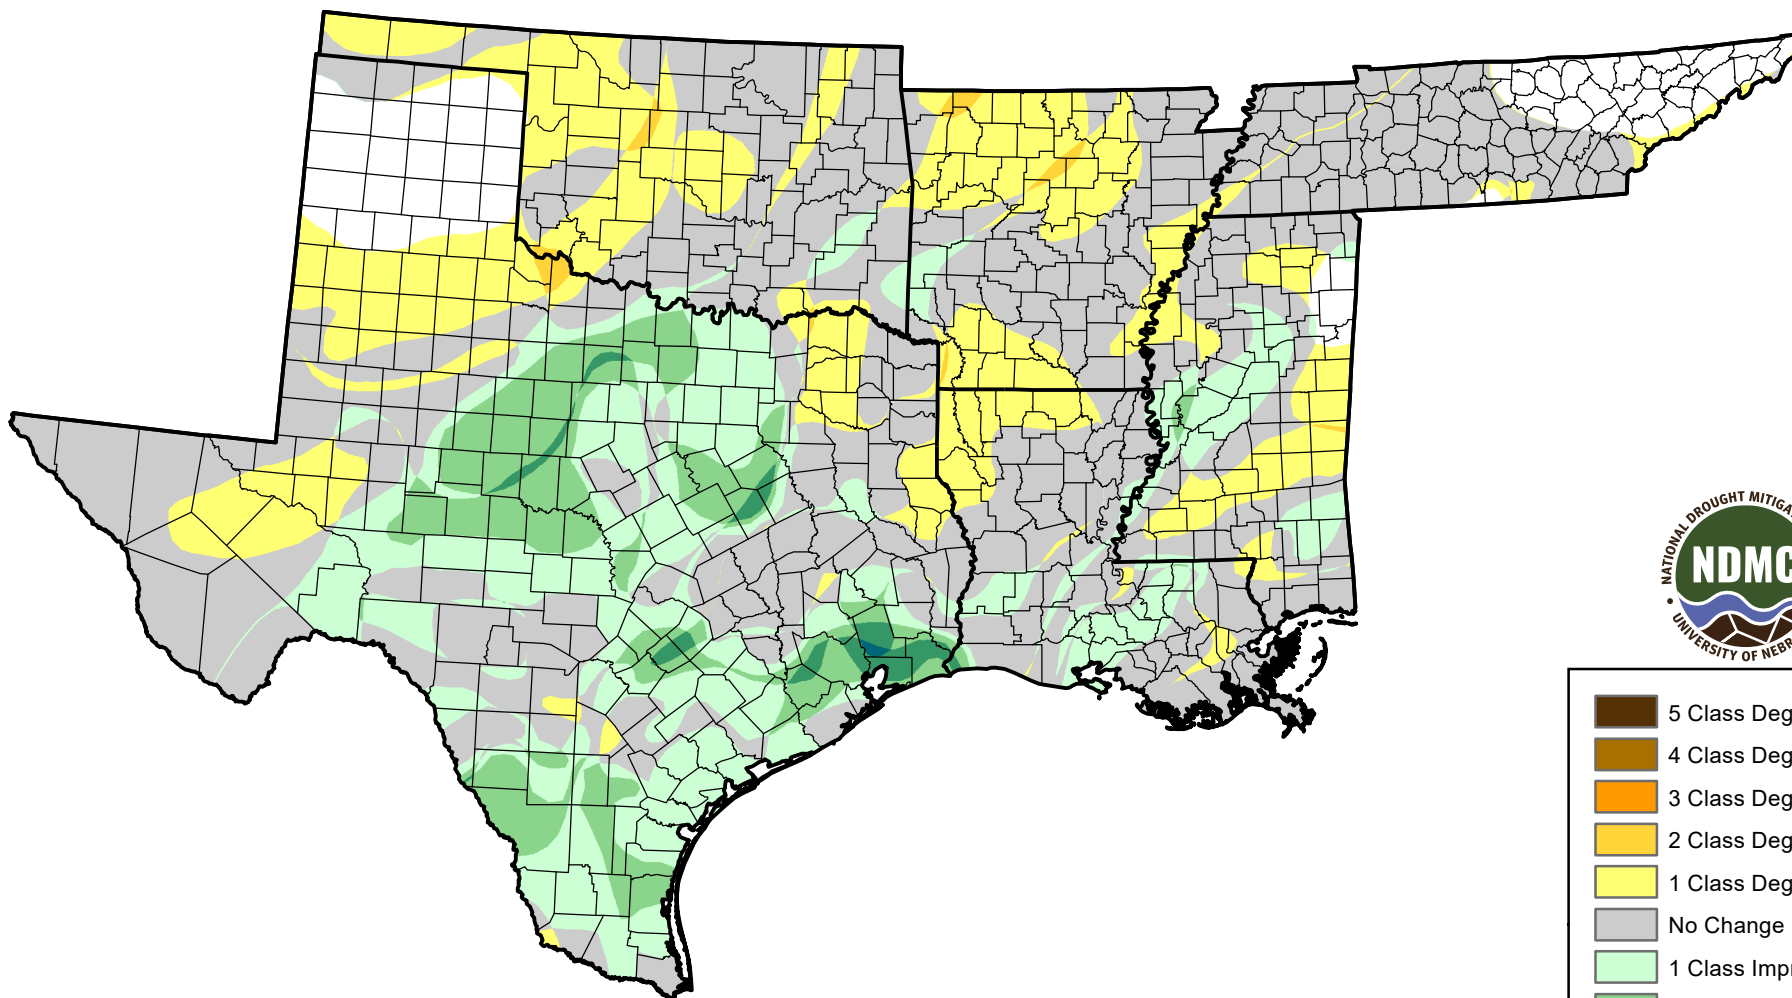 NATIONAL DROUGHT MITIGA
NDMC
UNIVERSITY OF NEBR
5 Class Deg
4 Class Deg
3 Class Deg
2 Class Deg
1 Class Deg
No Change
1 Class Impr